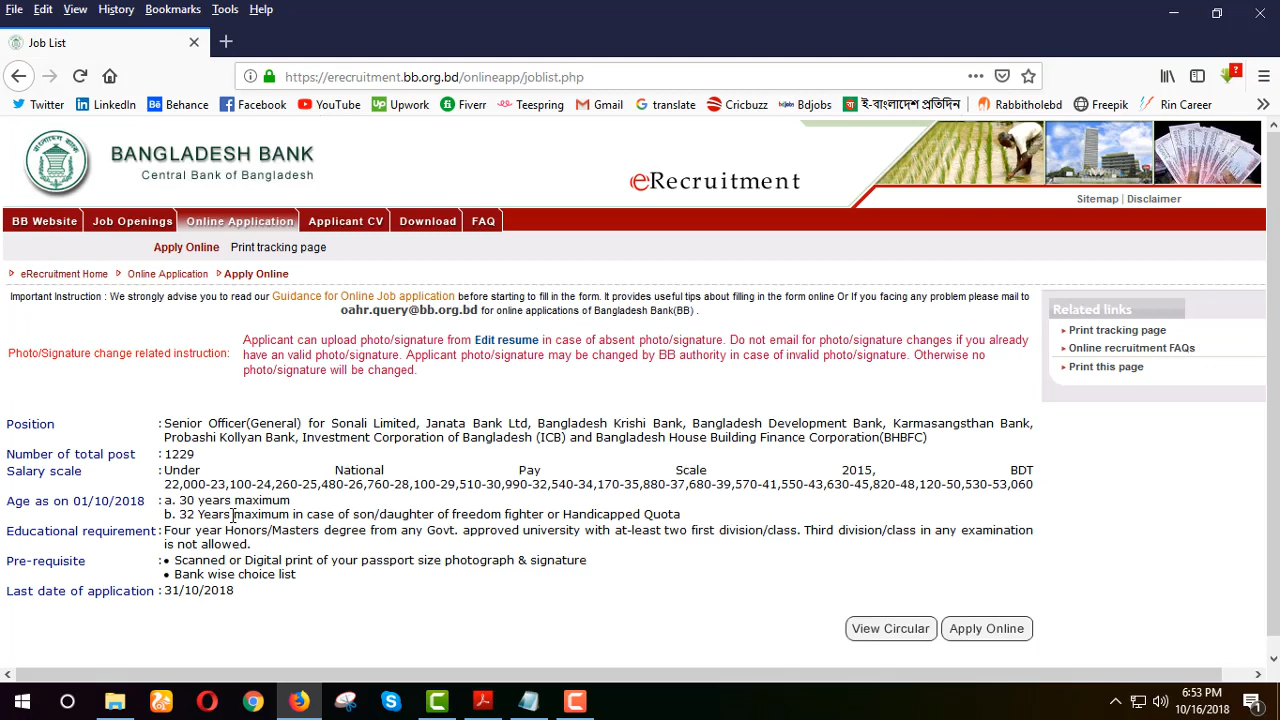 File Edit View History Bookmarks Tools Help
Job List
https://erecruitment.bb.org.bd/onlineapp/joblist.php
?
Twitter LinkedIn Behance Facebook YouTube Upwork Fiverr Teespring Gmail translate Cricbuzz Bdjobs ই-বাংলাদেশ প্রতিদিন Rabbitholebd Freepik Rin Career
BANGLADESH BANK
Central Bank of Bangladesh
eRecruitment
Sitemap | Disclaimer
BB Website Job Openings Online Application Applicant CV Download FAQ
Apply Online Print tracking page
eRecruitment Home Online Application Apply Online
Important Instruction : We strongly advise you to read our Guidance for Online Job application before starting to fill in the form. It provides useful tips about filling in the form online Or If you facing any problem please mail to
oahr.query@bb.org.bd for online applications of Bangladesh Bank(BB) .
Related links
Print tracking page
Online recruitment FAQs
Print this page
Photo/Signature change related instruction:
Applicant can upload photo/signature from Edit resume in case of absent photo/signature. Do not email for photo/signature changes if you already
have an valid photo/signature. Applicant photo/signature may be changed by BB authority in case of invalid photo/signature. Otherwise no
photo/signature will be changed.
Position : Senior Officer(General) for Sonali Limited, Janata Bank Ltd, Bangladesh Krishi Bank, Bangladesh Development Bank, Karmasangsthan Bank,
Probashi Kollyan Bank, Investment Corporation of Bangladesh (ICB) and Bangladesh House Building Finance Corporation(BHBFC)
Number of total post : 1229
Salary scale : Under National Pay Scale 2015, BDT
22,000-23,100-24,260-25,480-26,760-28,100-29,510-30,990-32,540-34,170-35,880-37,680-39,570-41,550-43,630-45,820-48,120-50,530-53,060
Age as on 01/10/2018 : a. 30 years maximum
b. 32 Years maximum in case of son/daughter of freedom fighter or Handicapped Quota
Educational requirement : Four year Honors/Masters degree from any Govt. approved university with at-least two first division/class. Third division/class in any examination
is not allowed.
Pre-requisite : • Scanned or Digital print of your passport size photograph & signature
• Bank wise choice list
Last date of application : 31/10/2018
View Circular Apply Online
6:53 PM
10/16/2018
1